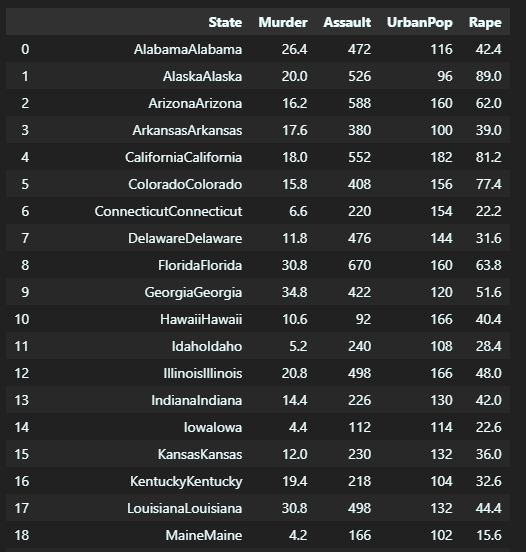 State Murder Assault UrbanPop Rape
0 AlabamaAlabama 26.4 472 116 42.4
1 AlaskaAlaska 20.0 526 96 89.0
2 ArizonaArizona 16.2 588 160 62.0
3 ArkansasArkansas 17.6 380 100 39.0
4 CaliforniaCalifornia 18.0 552 182 81.2
5 ColoradoColorado 15.8 408 156 77.4
6 ConnecticutConnecticut 6.6 220 154 22.2
7 DelawareDelaware 11.8 476 144 31.6
8 FloridaFlorida 30.8 670 160 63.8
9 GeorgiaGeorgia 34.8 422 120 51.6
10 HawaiiHawaii 10.6 92 166 40.4
11 IdahoIdaho 5.2 240 108 28.4
12 IllinoisIllinois 20.8 498 166 48.0
13 IndianaIndiana 14.4 226 130 42.0
14 IowaIowa 4.4 112 114 22.6
15 KansasKansas 12.0 230 132 36.0
16 KentuckyKentucky 19.4 218 104 32.6
17 LouisianaLouisiana 30.8 498 132 44.4
18 MaineMaine 4.2 166 102 15.6